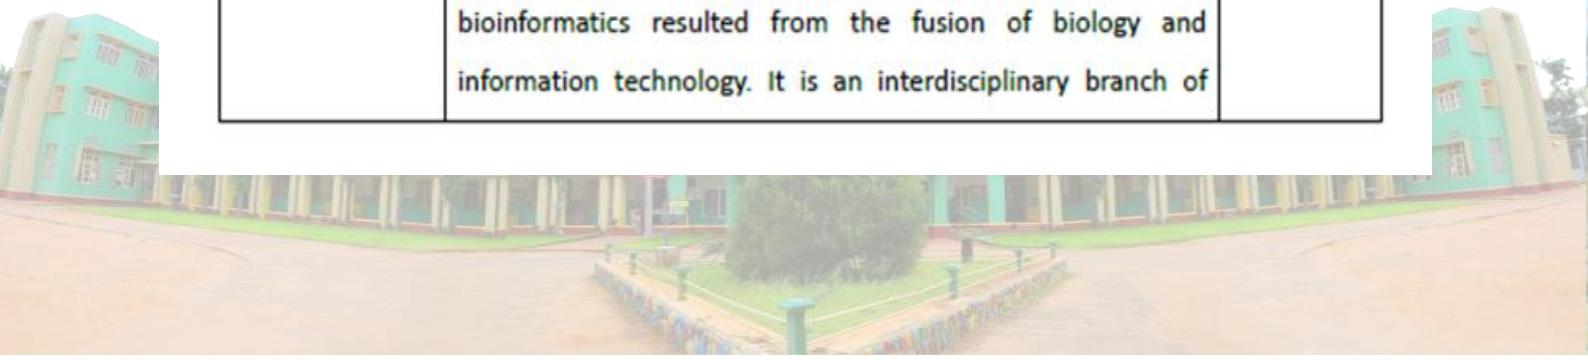 bioinformatics resulted from the fusion of biology and
information technology. It is an interdisciplinary branch of